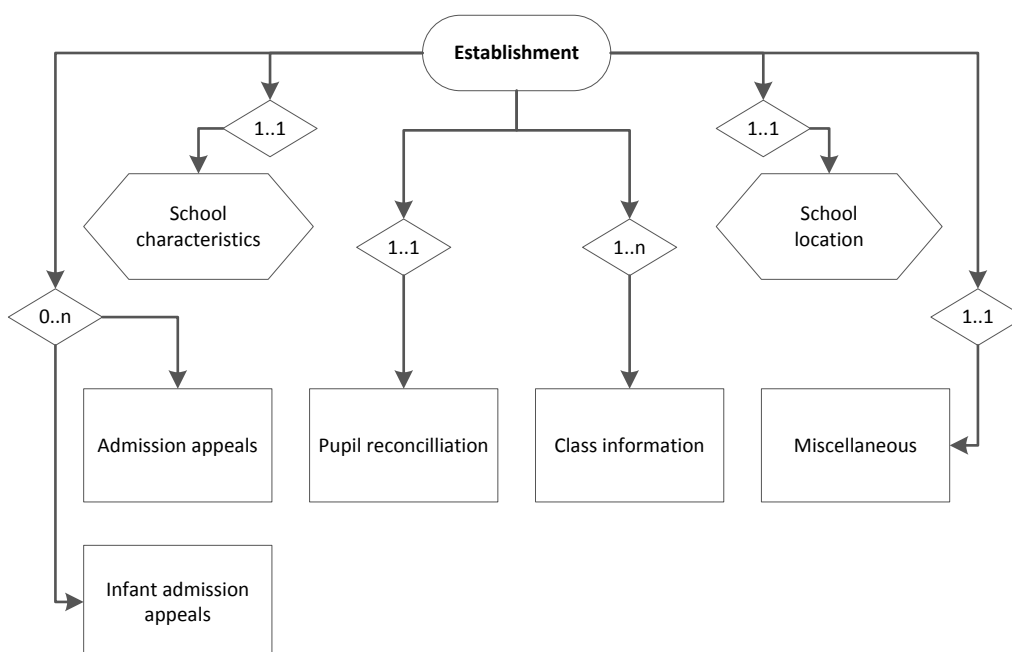 Establishment
1..1
1..1
School
characteristics
School
location
1..1
1..n
0..n
1..1
Admission appeals
Pupil reconcilliation
Class information
Miscellaneous
Infant admission
appeals